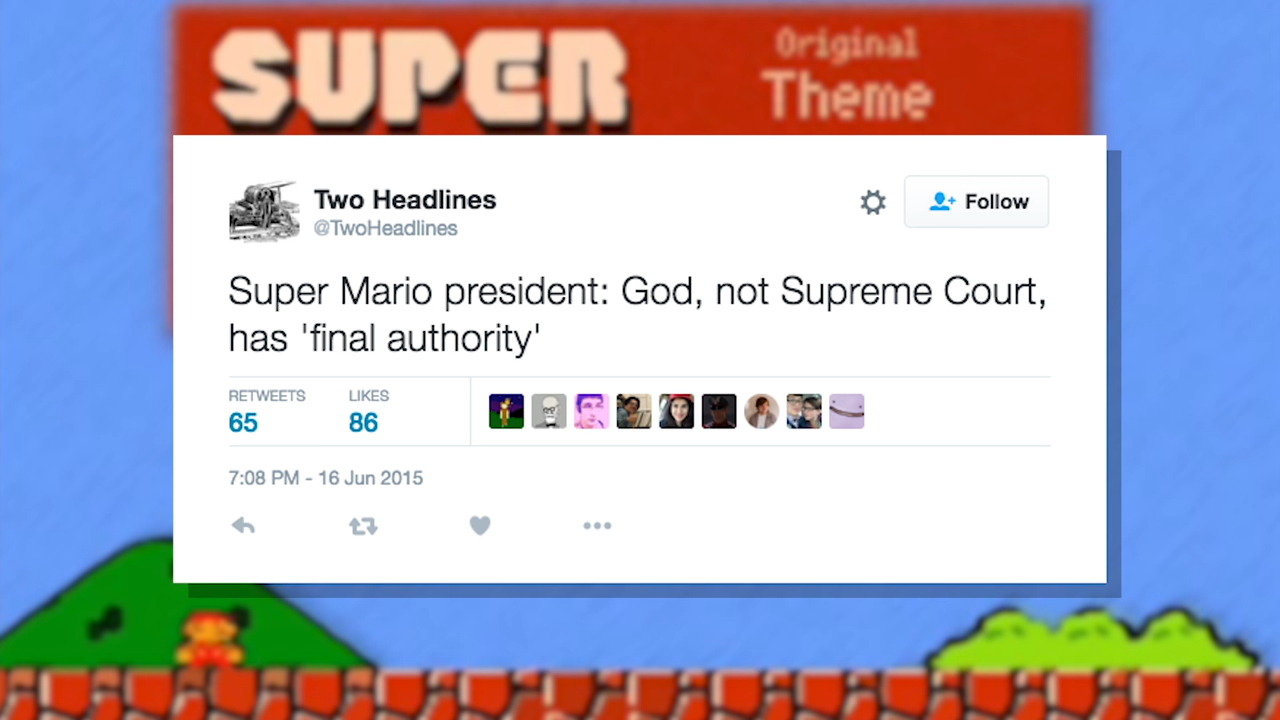 SUPER
Original
Theme
Two Headlines
@TwoHeadlines
Follow
Super Mario president: God, not Supreme Court,
has 'final authority'
RETWEETS
LIKES
65
86
7:08 PM - 16 Jun 2015